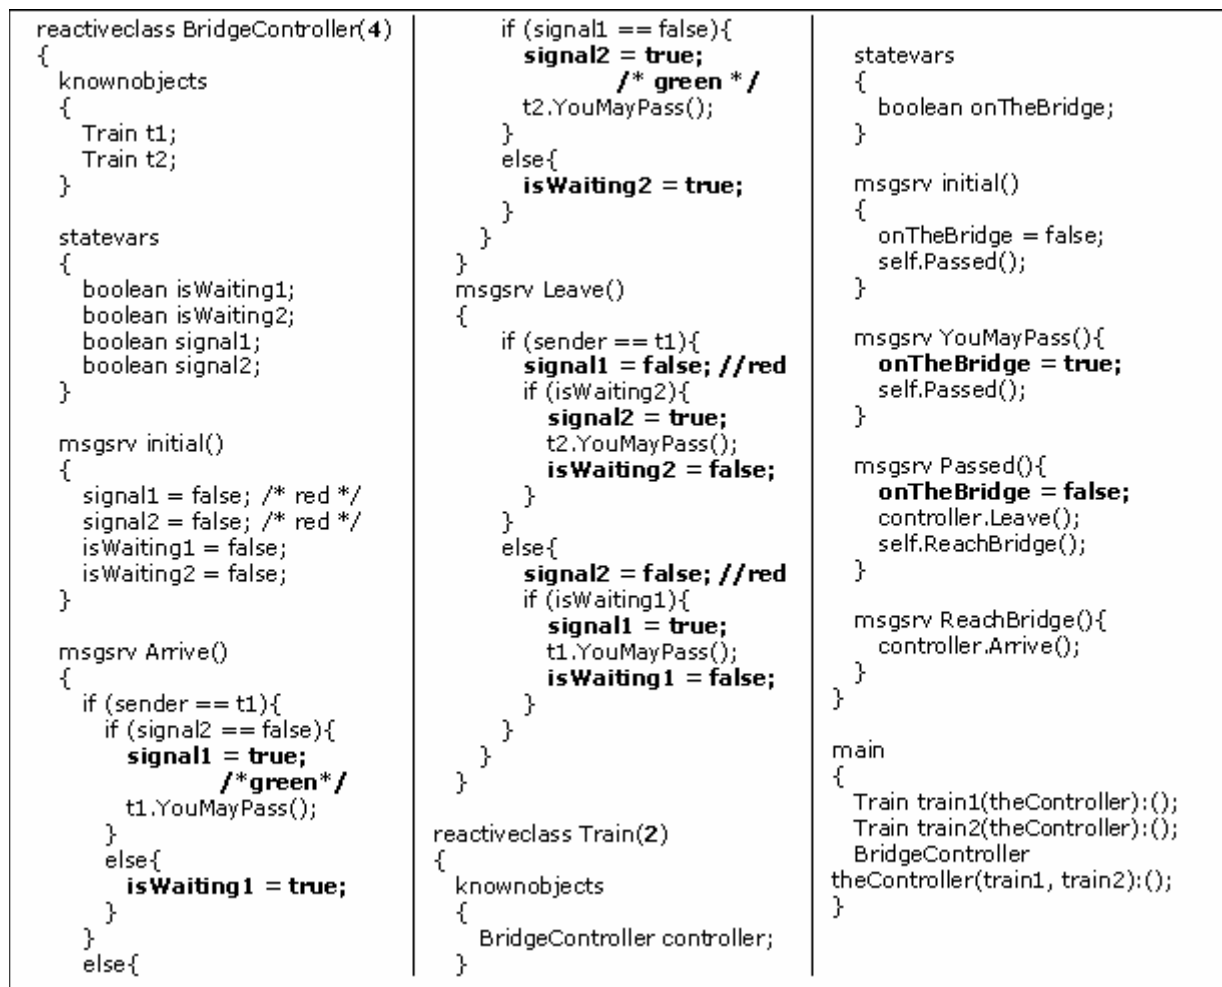 reactiveclass BridgeController(4)
{
knownobjects
{
Train t1;
Train t2;
}
statevars
{
boolean isWaiting1;
boolean isWaiting2;
boolean signal1;
boolean signal2;
}
msgsrv initial()
{
signal1 = false; /* red */
signal2 = false; /* red */
isWaiting1 = false;
isWaiting2 = false;
}
msgsrv Arrive()
{
if (sender == t1){
if (signal2 == false){
signal1 = true;
/*green*/
t1.YouMayPass();
}
else{
isWaiting1 = true;
}
}
else{
if (signal1 == false){
signal2 = true;
/* green */
t2.YouMayPass();
}
else{
isWaiting2 = true;
}
}
}
msgsrv Leave()
{
if (sender == t1){
signal1 = false; //red
if (isWaiting2){
signal2 = true;
t2.YouMayPass();
isWaiting2 = false;
}
}
else{
signal2 = false; //red
if (isWaiting1){
signal1 = true;
t1.YouMayPass();
isWaiting1 = false;
}
}
}
}
reactiveclass Train(2)
{
knownobjects
{
BridgeController controller;
}
statevars
{
boolean onTheBridge;
}
msgsrv initial()
{
onTheBridge = false;
self.Passed();
}
msgsrv YouMayPass(){
onTheBridge = true;
self.Passed();
}
msgsrv Passed(){
onTheBridge = false;
controller.Leave();
self.ReachBridge();
}
msgsrv ReachBridge(){
controller.Arrive();
}
}
main
{
Train train1(theController):();
Train train2(theController):();
BridgeController
theController(train1, train2):();
}